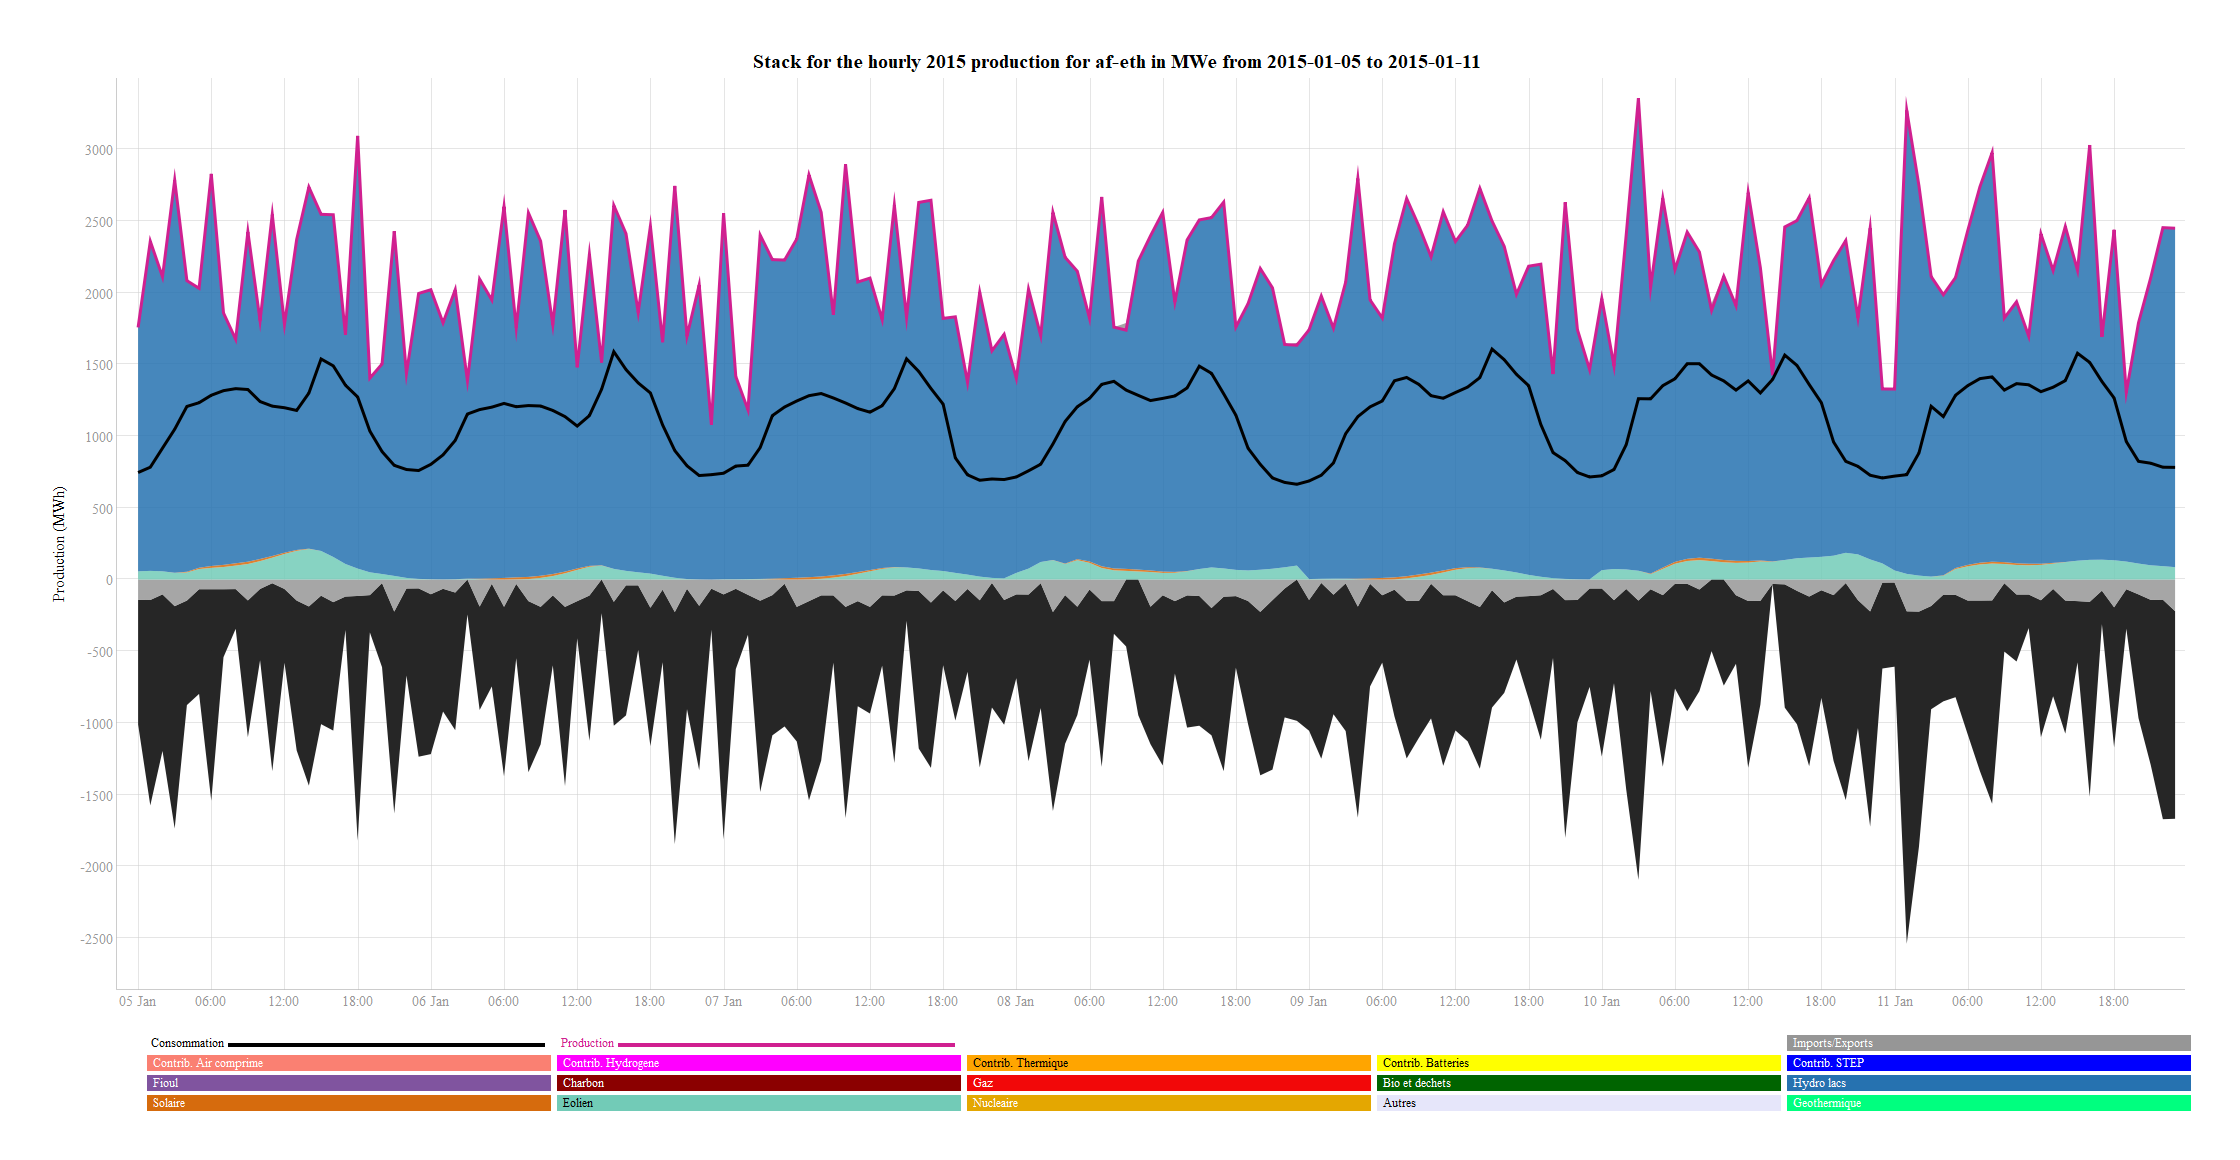 Stack for the hourly 2015 production for af-eth in MWe from 2015-01-05 to 2015-01-11
Production (MWh)
3000
2500
2000
1500
1000
500
0
-500
-1000
-1500
-2000
-2500
05 Jan 06:00 12:00 18:00 06 Jan 06:00 12:00 18:00 07 Jan 06:00 12:00 18:00 08 Jan 06:00 12:00 18:00 09 Jan 06:00 12:00 18:00 10 Jan 06:00 12:00 18:00 11 Jan 06:00 12:00 18:00
Consommation Production Imports/Exports
Contrib. Air comprime Contrib. Hydrogene Contrib. Thermique Contrib. Batteries Contrib. STEP
Fioul Charbon Gaz Bio et dechets Hydro lacs
Solaire Eolien Nucleaire Autres Geothermique